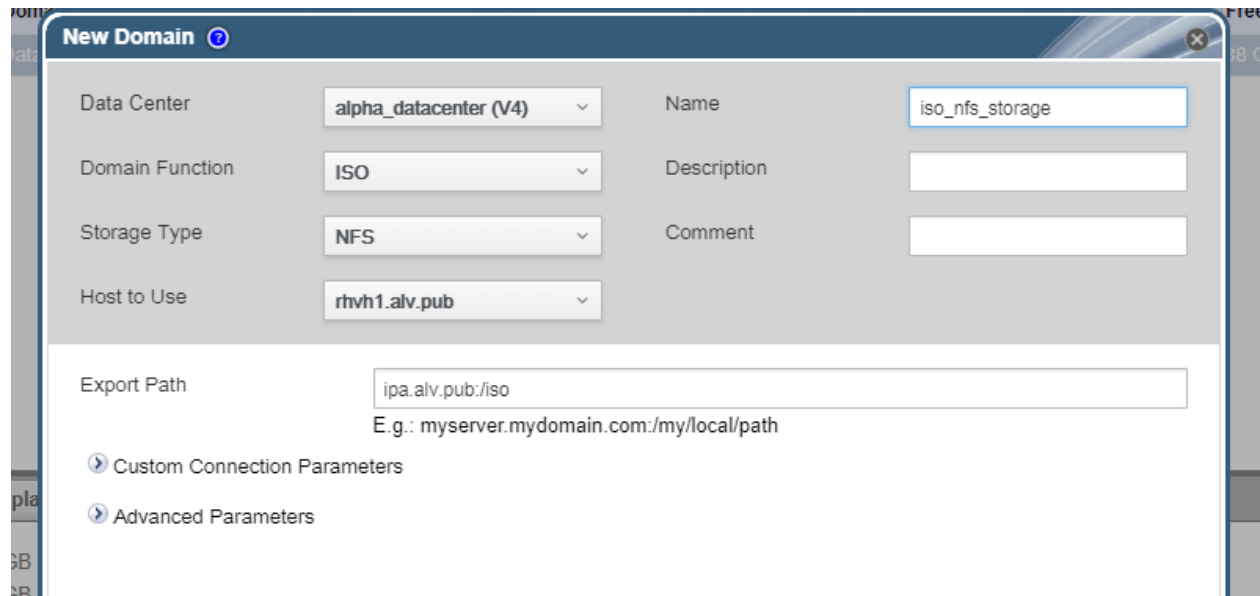 New Domain
Data Center alpha_datacenter (V4) Name iso_nfs_storage
Domain Function ISO Description
Storage Type NFS Comment
Host to Use rhvh1.alv.pub
Export Path ipa.alv.pub:/iso
E.g.: myserver.mydomain.com:/my/local/path
Custom Connection Parameters
Advanced Parameters